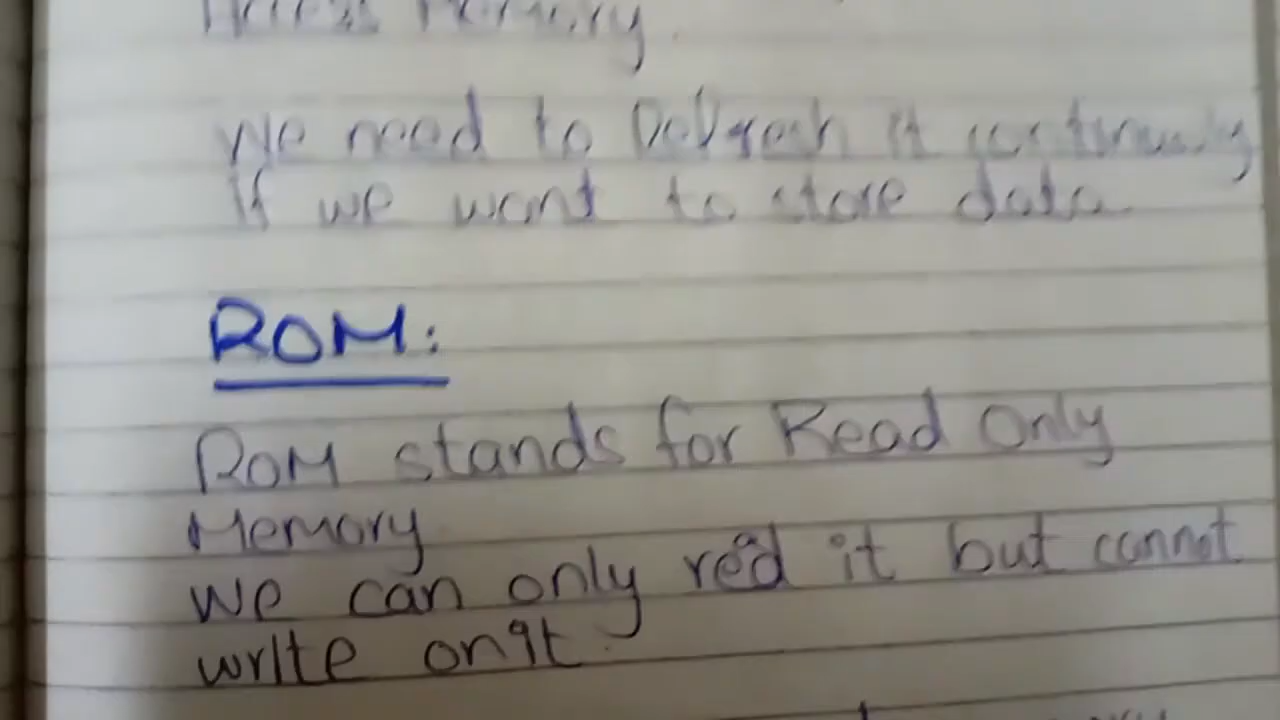 Access Memory.
We need to Refresh it continuously
If we want to store data.
ROM:
ROM stands for Read Only
Memory
We can only read it but cannot
write on it.